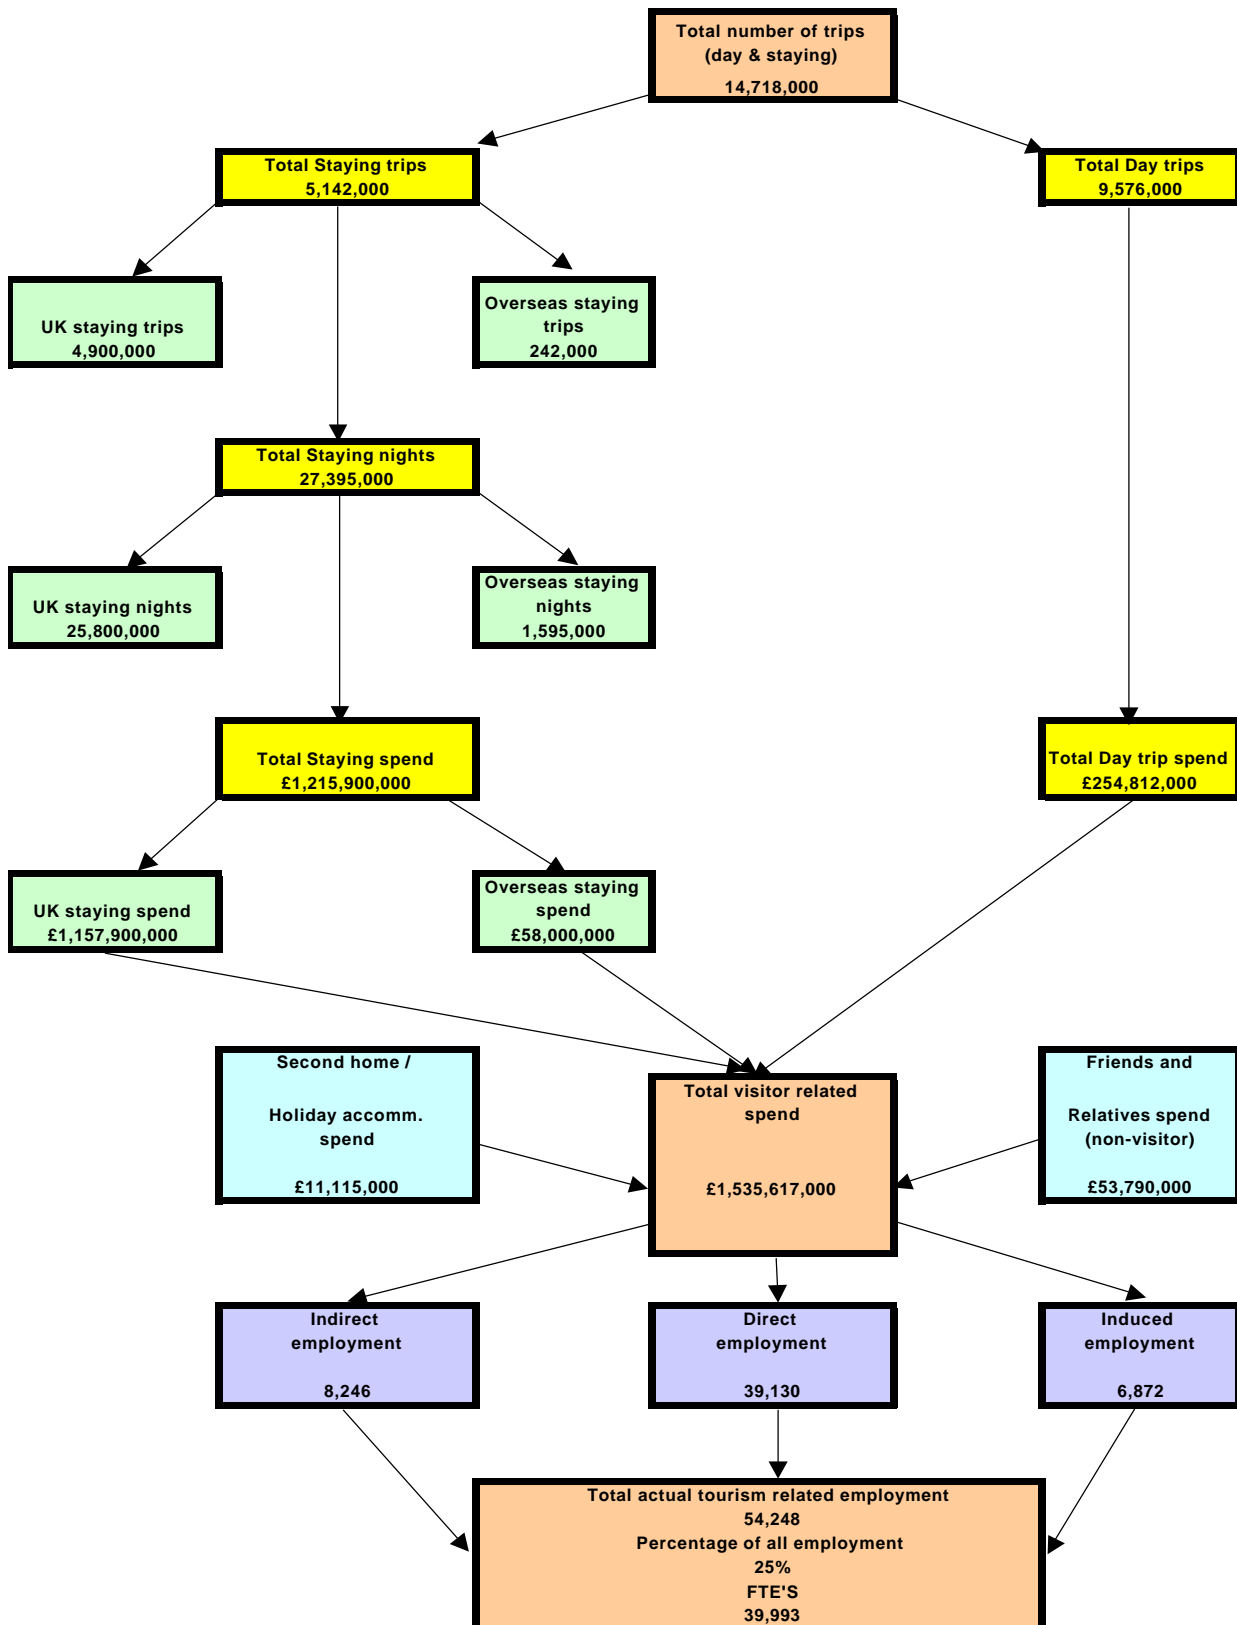 Total number of trips
(day & staying)
14,718,000
Total Staying trips
5,142,000
Total Day trips
9,576,000
UK staying trips
4,900,000
Overseas staying
trips
242,000
Total Staying nights
27,395,000
UK staying nights
25,800,000
Overseas staying
nights
1,595,000
Total Staying spend
£1,215,900,000
Total Day trip spend
£254,812,000
UK staying spend
£1,157,900,000
Overseas staying
spend
£58,000,000
Second home /
Holiday accomm.
spend
£11,115,000
Total visitor related
spend
£1,535,617,000
Friends and
Relatives spend
(non-visitor)
£53,790,000
Indirect
employment
8,246
Direct
employment
39,130
Induced
employment
6,872
Total actual tourism related employment
54,248
Percentage of all employment
25%
FTE'S
39,993